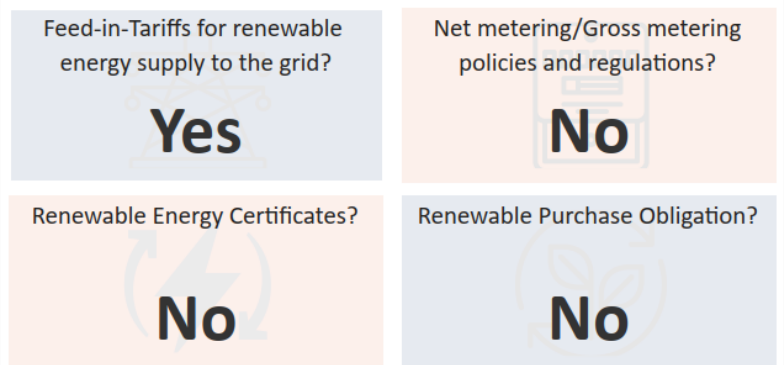 Feed-in-Tariffs for renewable
energy supply to the grid?
Yes
Net metering/Gross metering
policies and regulations?
No
Renewable Energy Certificates?
No
Renewable Purchase Obligation?
No